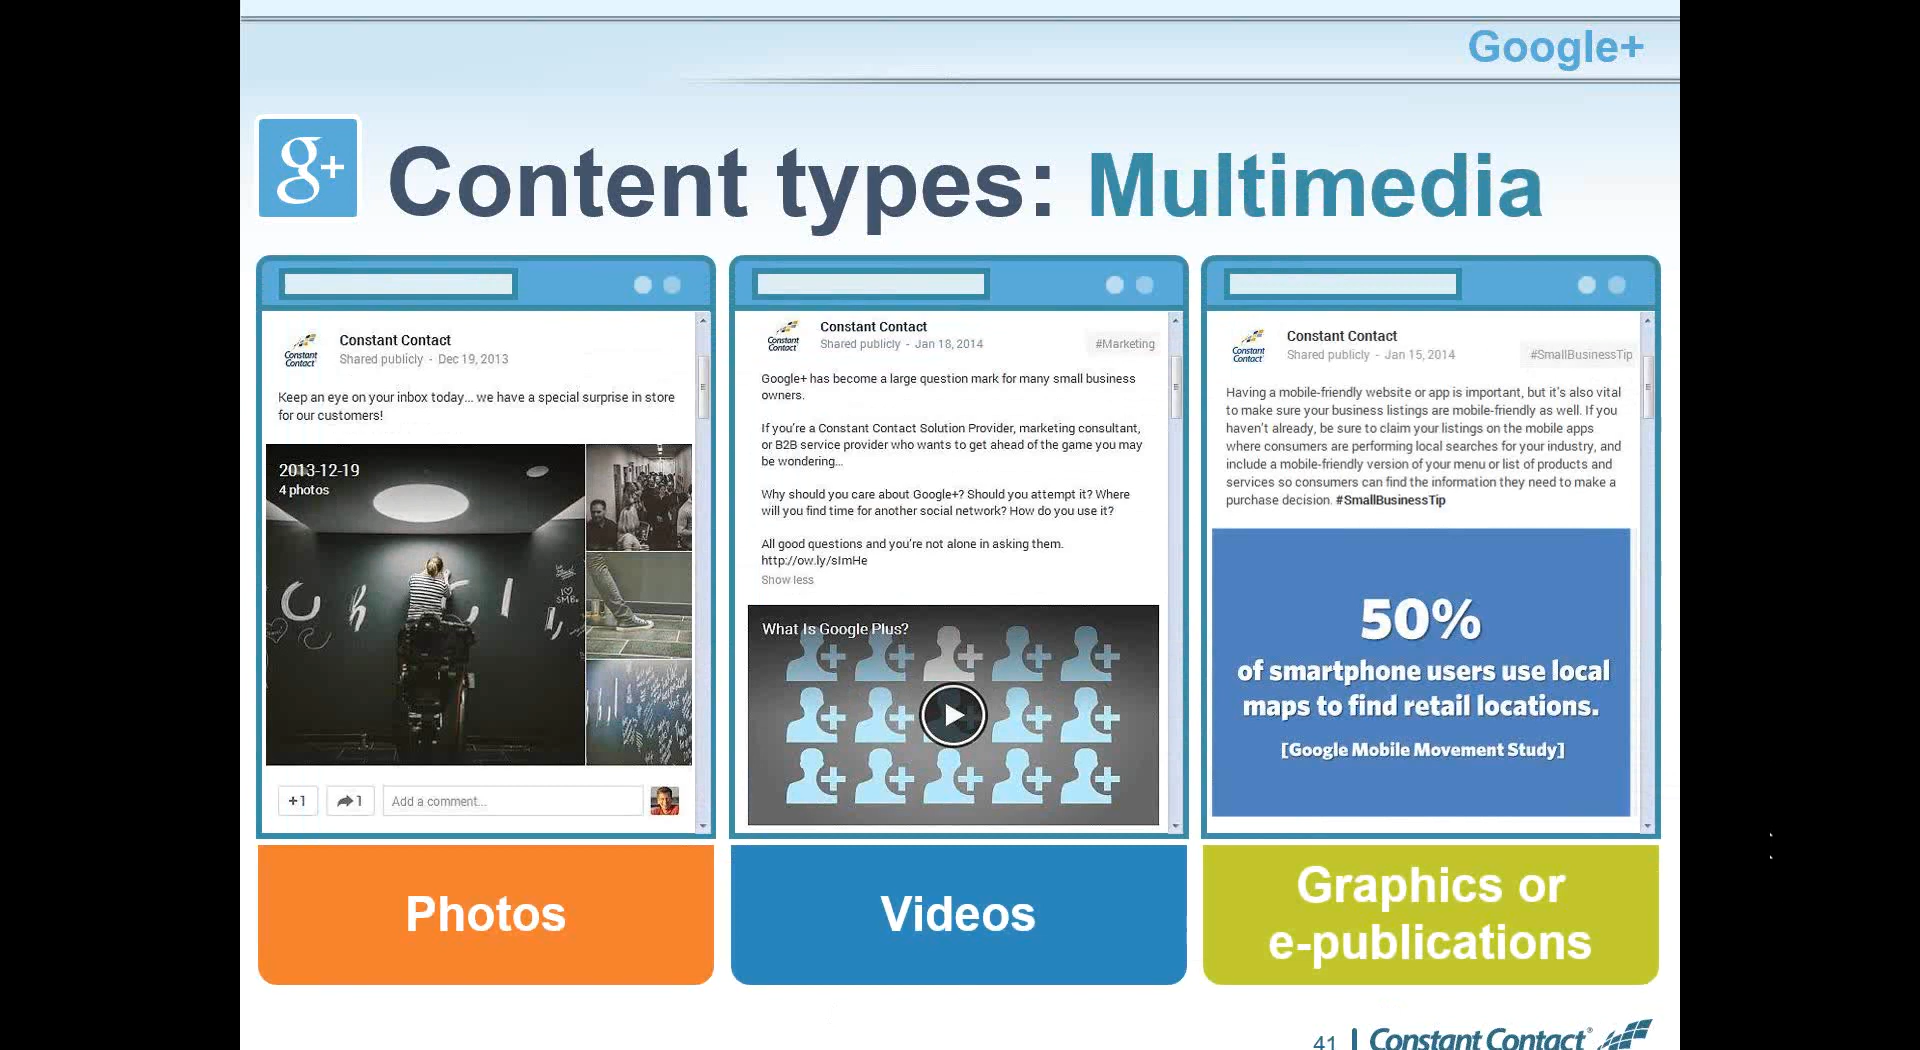 Google+
g+
Content types: Multimedia
Constant Contact
Constant Contact
Shared publicly - Dec 19, 2013
Keep an eye on your inbox today... we have a special surprise in store
for our customers!
2013-12-19
4 photos
I ♡
SMB.
+1
1
Add a comment...
Photos
Constant Contact
Constant Contact
Shared publicly - Jan 18, 2014
#Marketing
Google+ has become a large question mark for many small business
owners.
If you're a Constant Contact Solution Provider, marketing consultant,
or B2B service provider who wants to get ahead of the game you may
be wondering...
Why should you care about Google+? Should you attempt it? Where
will you find time for another social network? How do you use it?
All good questions and you're not alone in asking them.
http://ow.ly/sImHe
Show less
What Is Google Plus?
Videos
Constant Contact
Constant Contact
Shared publicly - Jan 15, 2014
#SmallBusinessTip
Having a mobile-friendly website or app is important, but it's also vital
to make sure your business listings are mobile-friendly as well. If you
haven't already, be sure to claim your listings on the mobile apps
where consumers are performing local searches for your industry, and
include a mobile-friendly version of your menu or list of products and
services so consumers can find the information they need to make a
purchase decision. #SmallBusinessTip
50%
of smartphone users use local
maps to find retail locations.
[Google Mobile Movement Study]
Graphics or
e-publications
41 | Constant Contact®